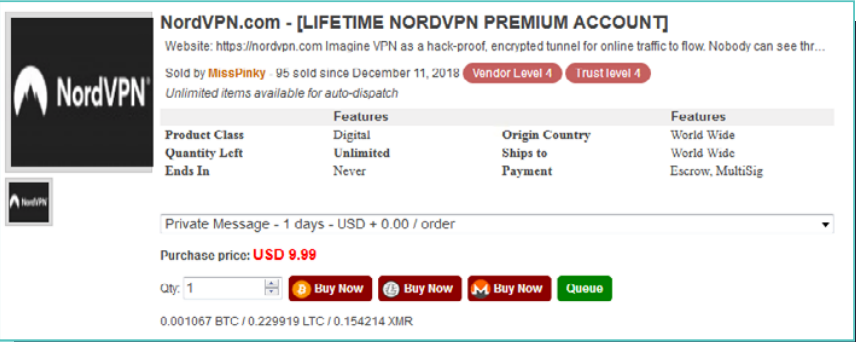 NordVPN.com - [LIFETIME NORDVPN PREMIUM ACCOUNT]
Website: https://nordvpn.com Imagine VPN as a hack-proof, encrypted tunnel for online traffic to flow. Nobody can see thr...
Sold by MissPinky - 95 sold since December 11, 2018 Vendor Level 4 Trust level 4
Unlimited items available for auto-dispatch
NordVPN®
Features Features
Product Class Digital Origin Country World Wide
Quantity Left Unlimited Ships to World Wide
Ends In Never Payment Escrow, MultiSig
NordVPN
Private Message - 1 days - USD + 0.00 / order
Purchase price: USD 9.99
Qty: 1 Buy Now Buy Now Buy Now Queue
0.001067 BTC / 0.229919 LTC / 0.154214 XMR